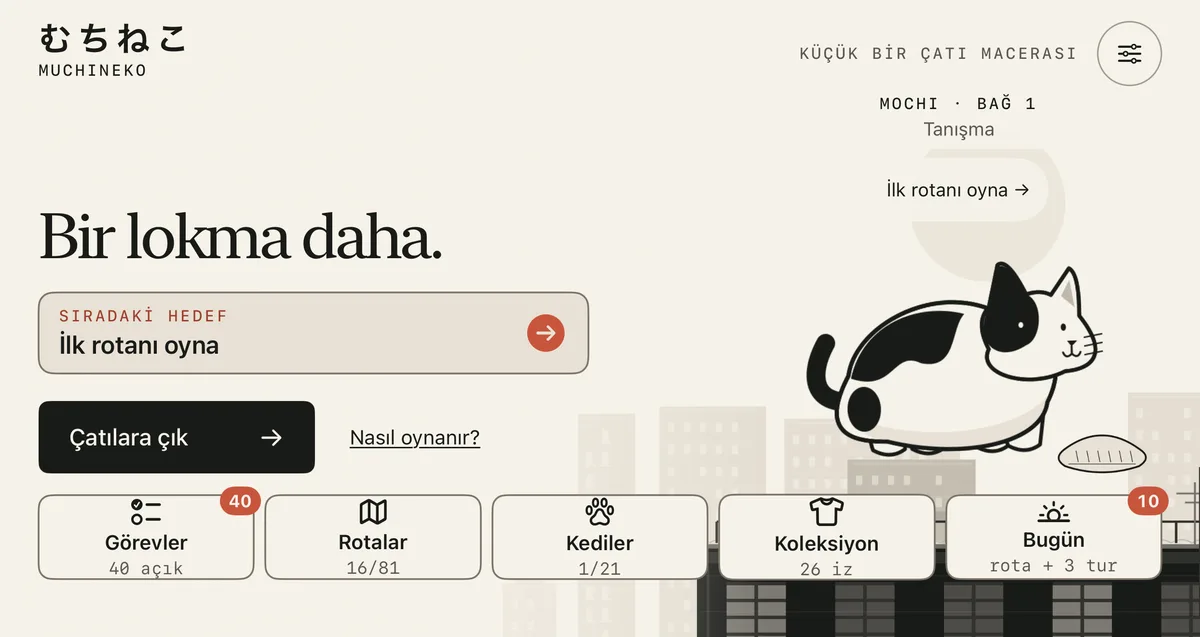 むちねこ
MUCHINEKO
KÜÇÜK BİR ÇATI MACERASI
MOCHI · BAĞ 1
Tanışma
İlk rotanı oyna →
Bir lokma daha.
SIRADAKİ HEDEF
İlk rotanı oyna
Çatılara çık →
Nasıl oynanır?
40
Görevler
40 açık
Rotalar
16/81
Kediler
1/21
Koleksiyon
26 iz
10
Bugün
rota + 3 tur